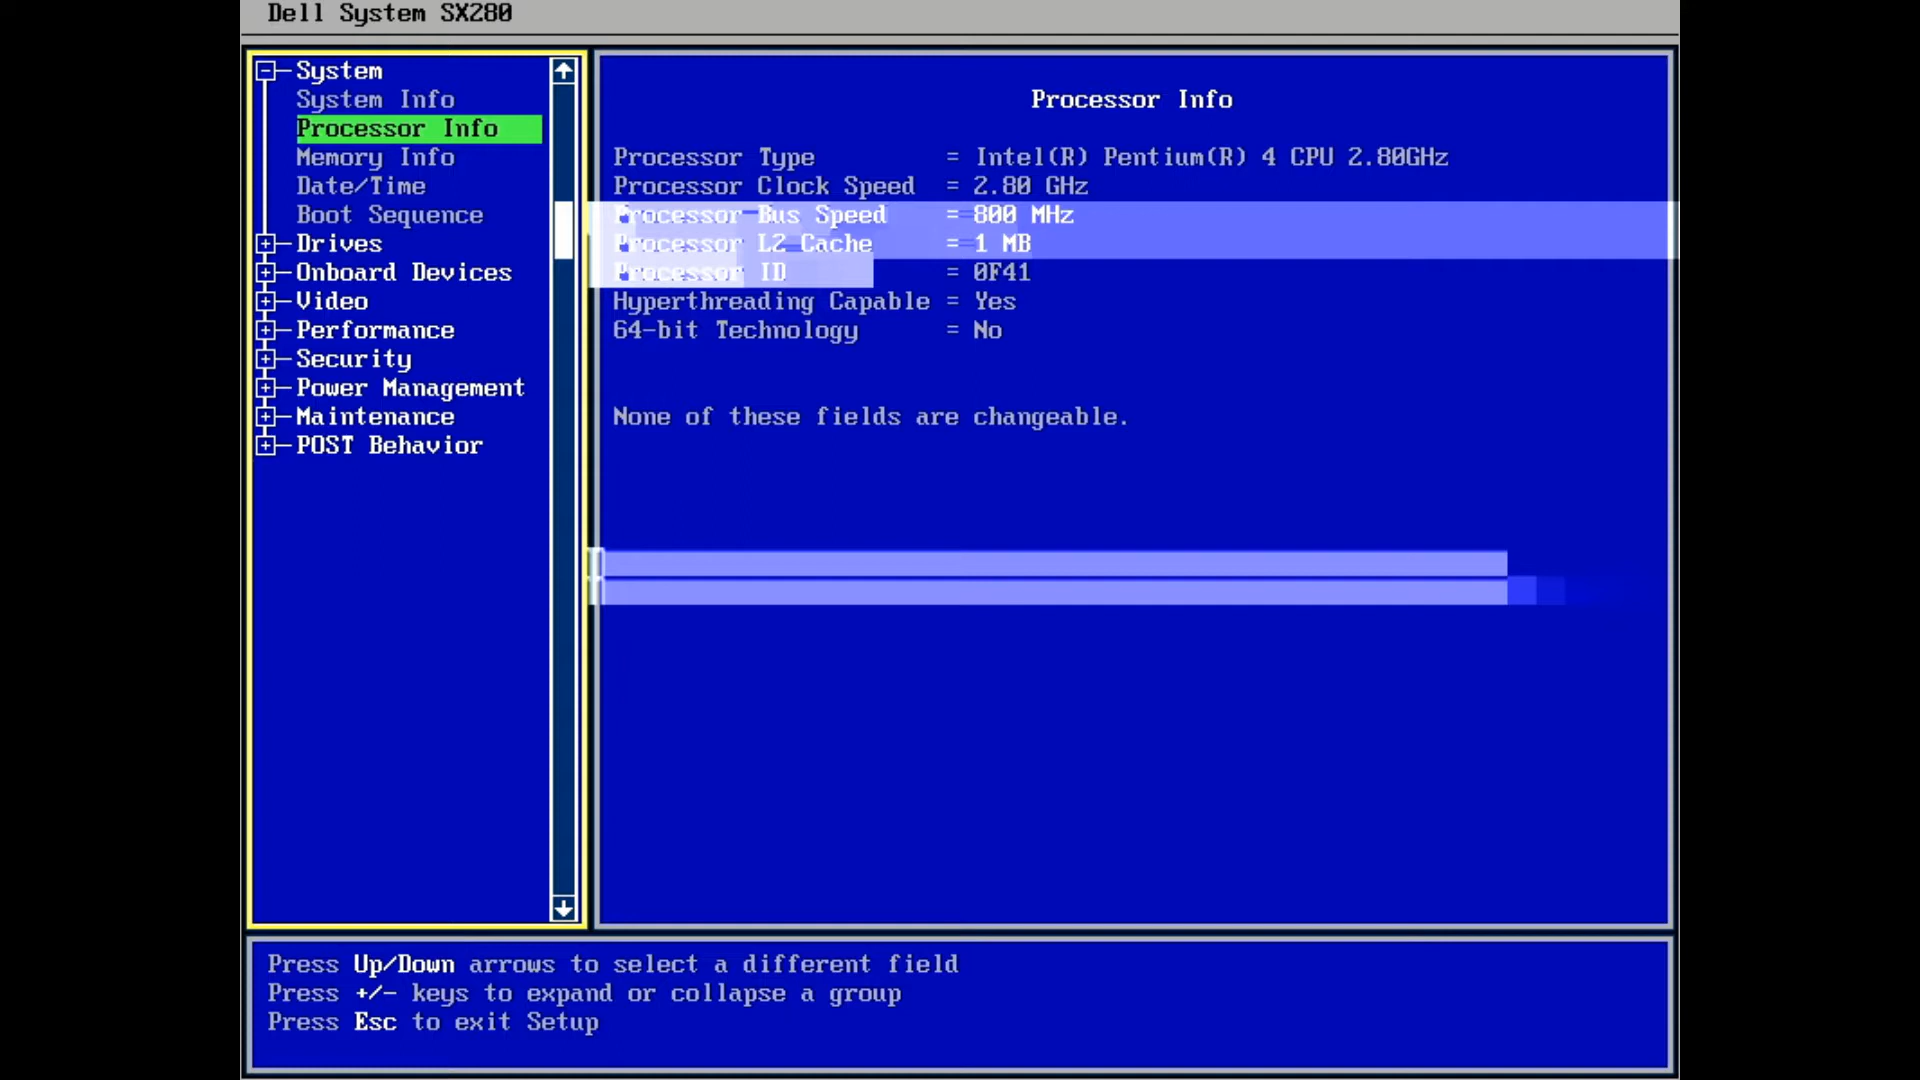 Dell System SX280
System
System Info
Processor Info
Memory Info
Date/Time
Boot Sequence
Drives
Onboard Devices
Video
Performance
Security
Power Management
Maintenance
POST Behavior
Processor Info
Processor Type = Intel(R) Pentium(R) 4 CPU 2.80GHz
Processor Clock Speed = 2.80 GHz
Processor Bus Speed = 800 MHz
Processor L2 Cache = 1 MB
Processor ID = 0F41
Hyperthreading Capable = Yes
64-bit Technology = No
None of these fields are changeable.
Press Up/Down arrows to select a different field
Press +/- keys to expand or collapse a group
Press Esc to exit Setup